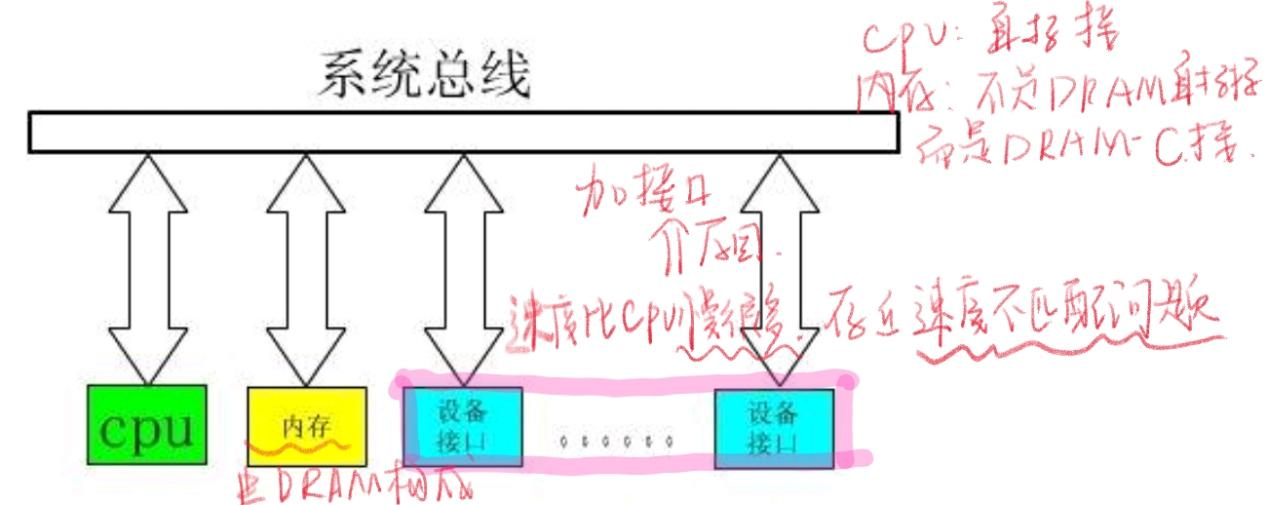 系统总线
CPU: 直接接
内存: 不是DRAM直接接
而是DRAM-C接.
加接口
介原因.
速度比CPU慢很多. 存在速度不匹配问题
cpu
内存
设备
接口
......
设备
接口
由DRAM构成